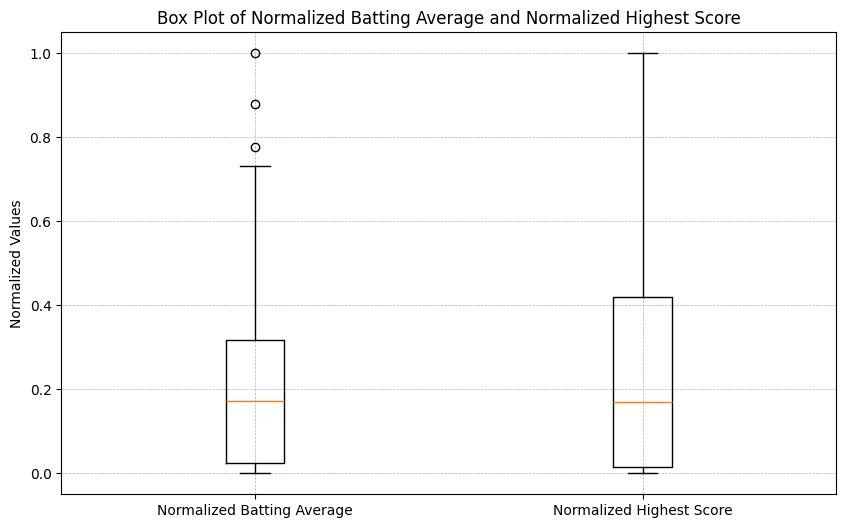 Box Plot of Normalized Batting Average and Normalized Highest Score
Normalized Values
1.0
0.8
0.6
0.4
0.2
0.0
Normalized Batting Average
Normalized Highest Score